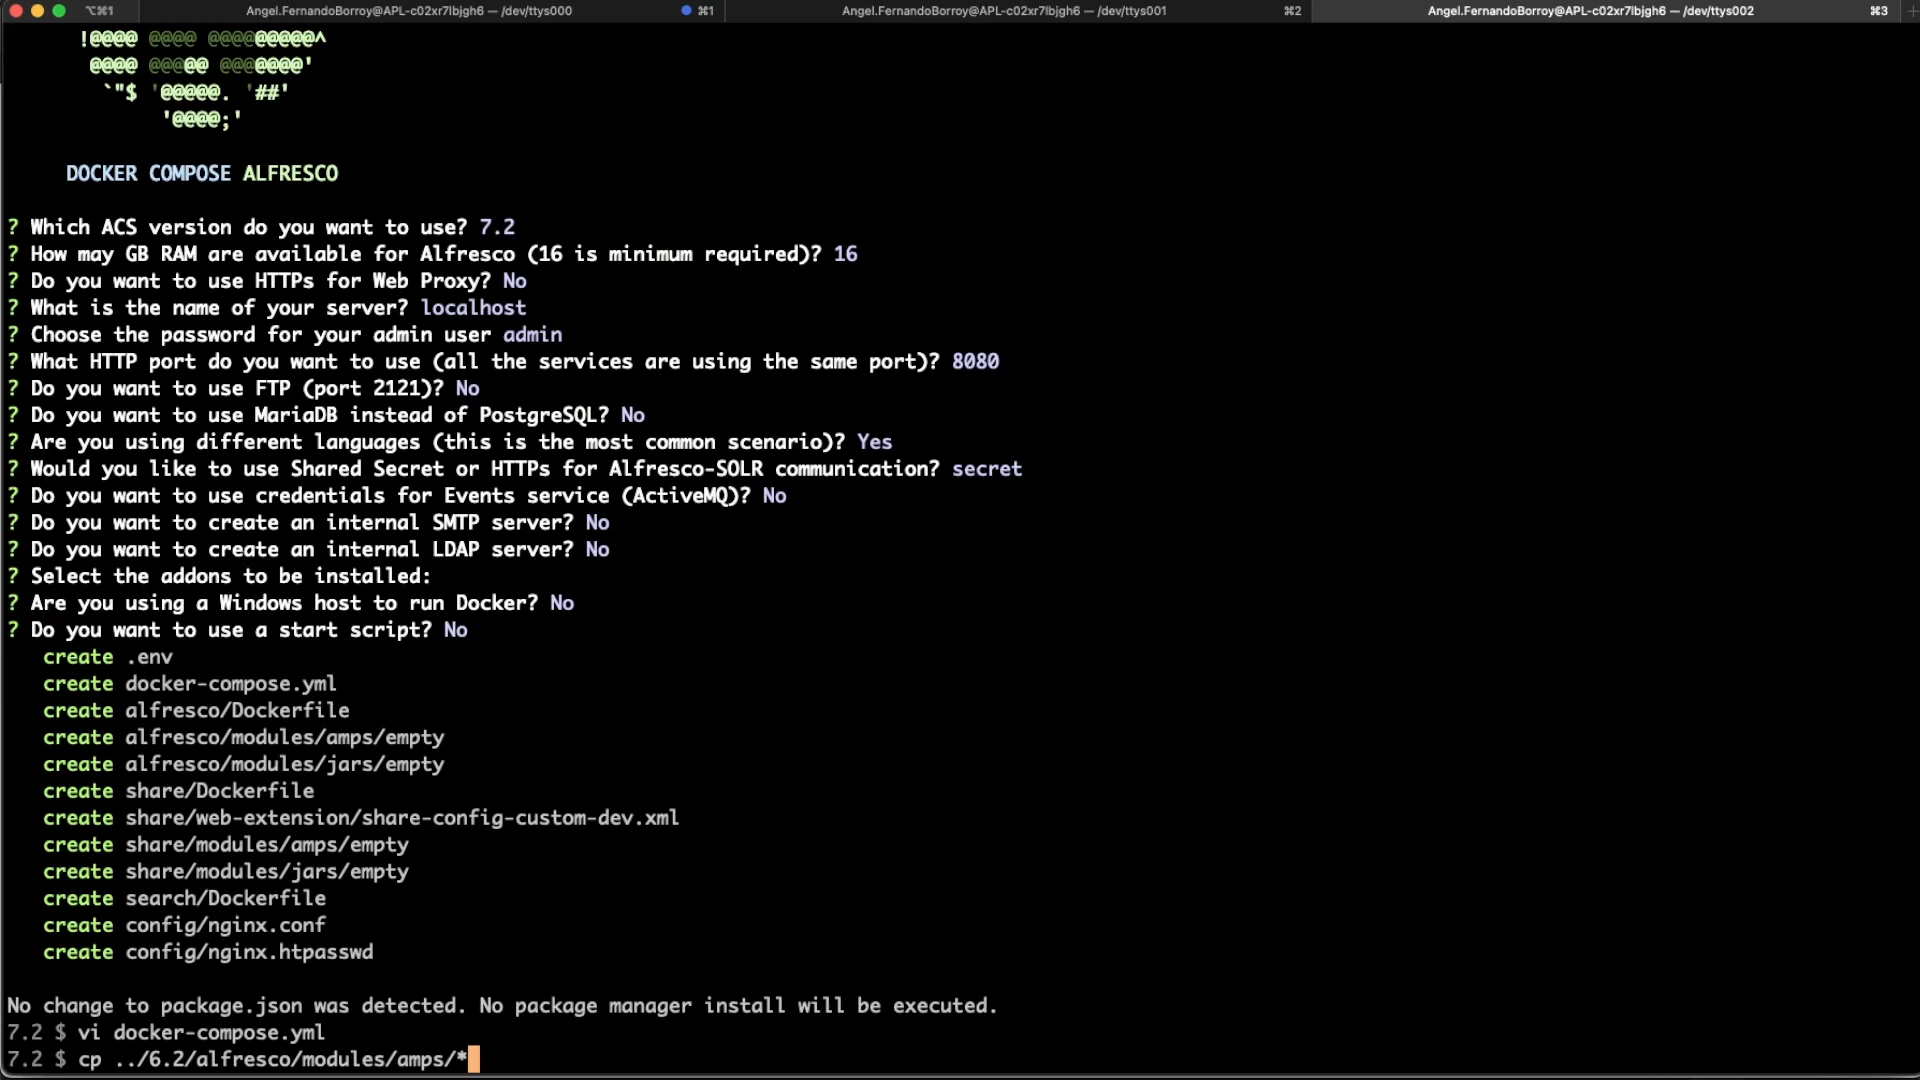 ⌥⌘1 Angel.FernandoBorroy@APL-c02xr7lbjgh6 — /dev/ttys000 ⌘1 Angel.FernandoBorroy@APL-c02xr7lbjgh6 — /dev/ttys001 ⌘2 Angel.FernandoBorroy@APL-c02xr7lbjgh6 — /dev/ttys002 ⌘3
!@@@@ @@@@ @@@@@@@@@^
@@@@ @@@@@ @@@@@@@'
`"$ '@@@@@. '##'
'@@@@;'
DOCKER COMPOSE ALFRESCO
? Which ACS version do you want to use? 7.2
? How may GB RAM are available for Alfresco (16 is minimum required)? 16
? Do you want to use HTTPs for Web Proxy? No
? What is the name of your server? localhost
? Choose the password for your admin user admin
? What HTTP port do you want to use (all the services are using the same port)? 8080
? Do you want to use FTP (port 2121)? No
? Do you want to use MariaDB instead of PostgreSQL? No
? Are you using different languages (this is the most common scenario)? Yes
? Would you like to use Shared Secret or HTTPs for Alfresco-SOLR communication? secret
? Do you want to use credentials for Events service (ActiveMQ)? No
? Do you want to create an internal SMTP server? No
? Do you want to create an internal LDAP server? No
? Select the addons to be installed:
? Are you using a Windows host to run Docker? No
? Do you want to use a start script? No
create .env
create docker-compose.yml
create alfresco/Dockerfile
create alfresco/modules/amps/empty
create alfresco/modules/jars/empty
create share/Dockerfile
create share/web-extension/share-config-custom-dev.xml
create share/modules/amps/empty
create share/modules/jars/empty
create search/Dockerfile
create config/nginx.conf
create config/nginx.htpasswd
No change to package.json was detected. No package manager install will be executed.
7.2 $ vi docker-compose.yml
7.2 $ cp ../6.2/alfresco/modules/amps/*